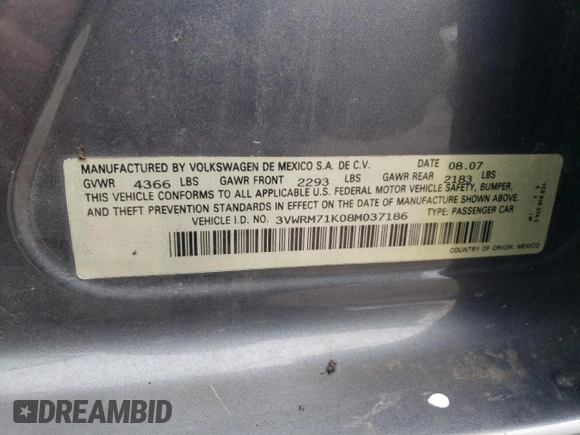 MANUFACTURED BY VOLKSWAGEN DE MEXICO S.A. DE C.V. DATE 08.07
GVWR 4366 LBS GAWR FRONT 2293 LBS GAWR REAR 2183 LBS
THIS VEHICLE CONFORMS TO ALL APPLICABLE U.S. FEDERAL MOTOR VEHICLE SAFETY, BUMPER,
AND THEFT PREVENTION STANDARDS IN EFFECT ON THE DATE OF MANUFACTURE SHOWN ABOVE.
VEHICLE I.D. NO. 3VWRM71K08M037186 TYPE: PASSENGER CAR
COUNTRY OF ORIGIN: MEXICO
DREAMBID